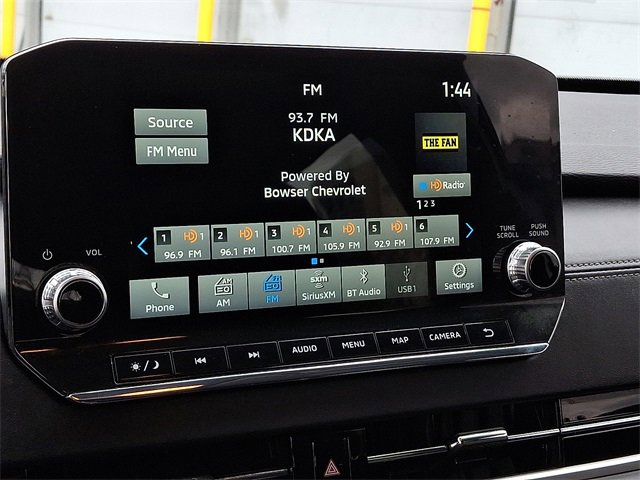 FM
1:44
93.7 FM
KDKA
Source
FM Menu
THE FAN
Powered By
Bowser Chevrolet
HD Radio
1 2 3
1 HD 1
96.9 FM
2 HD 1
96.1 FM
3 HD 1
100.7 FM
4 HD 1
105.9 FM
5 HD 1
92.9 FM
6
107.9 FM
VOL
TUNE
SCROLL
PUSH
SOUND
Phone
AM
AM
FM
FM
sxm
SiriusXM
BT Audio
USB1
Settings
AUDIO
MENU
MAP
CAMERA